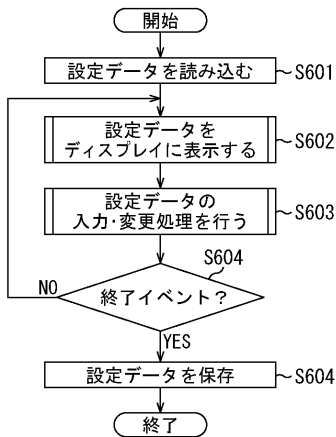 開始
設定データを読み込む
S601
設定データを
ディスプレイに表示する
S602
設定データの
入力・変更処理を行う
S603
S604
終了イベント?
NO
YES
設定データを保存
S604
終了